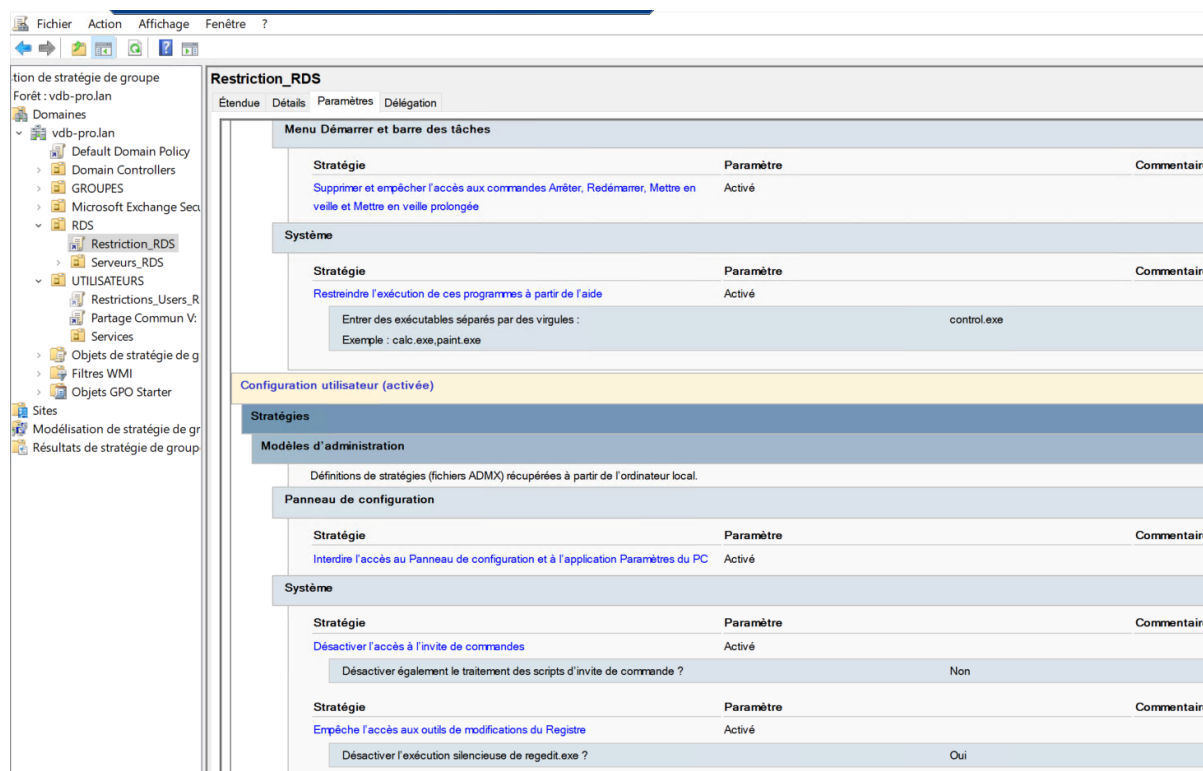 Fichier Action Affichage Fenêtre ?
tion de stratégie de groupe
Forêt : vdb-pro.lan
Domaines
vdb-pro.lan
Default Domain Policy
Domain Controllers
GROUPES
Microsoft Exchange Secu
RDS
Restriction_RDS
Serveurs_RDS
UTILISATEURS
Restrictions_Users_R
Partage Commun V:
Services
Objets de stratégie de g
Filtres WMI
Objets GPO Starter
Sites
Modélisation de stratégie de gr
Résultats de stratégie de group
Restriction_RDS
Étendue Détails Paramètres Délégation
Menu Démarrer et barre des tâches
Stratégie Paramètre Commentaire
Supprimer et empêcher l'accès aux commandes Arrêter, Redémarrer, Mettre en Activé
veille et Mettre en veille prolongée
Système
Stratégie Paramètre Commentaire
Restreindre l'exécution de ces programmes à partir de l'aide Activé
Entrer des exécutables séparés par des virgules : control.exe
Exemple : calc.exe,paint.exe
Configuration utilisateur (activée)
Stratégies
Modèles d'administration
Définitions de stratégies (fichiers ADMX) récupérées à partir de l'ordinateur local.
Panneau de configuration
Stratégie Paramètre Commentaire
Interdire l'accès au Panneau de configuration et à l'application Paramètres du PC Activé
Système
Stratégie Paramètre Commentaire
Désactiver l'accès à l'invite de commandes Activé
Désactiver également le traitement des scripts d'invite de commande ? Non
Stratégie Paramètre Commentaire
Empêche l'accès aux outils de modifications du Registre Activé
Désactiver l'exécution silencieuse de regedit.exe ? Oui